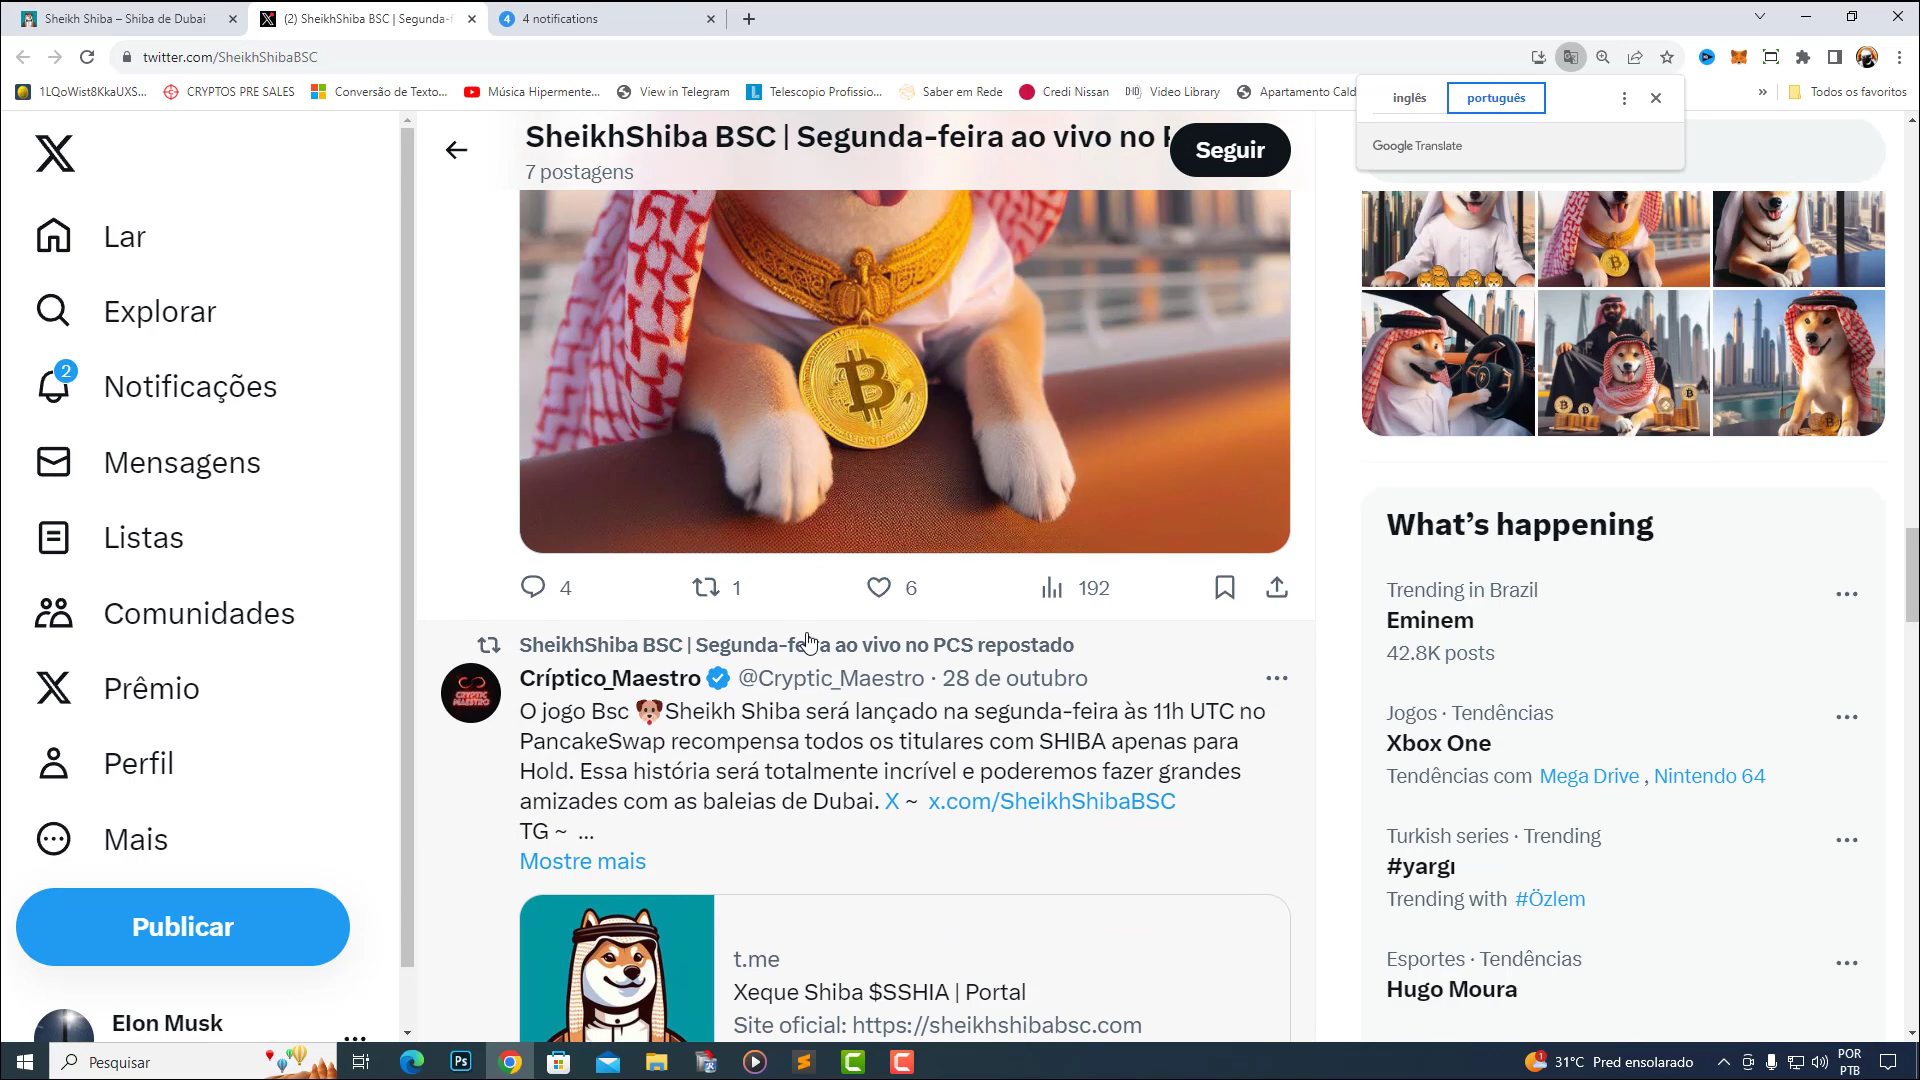 Sheikh Shiba – Shiba de Dubai
(2) SheikhShiba BSC | Segunda-f
4 notifications
twitter.com/SheikhShibaBSC
1LQoWist8KkaUXS...
CRYPTOS PRE SALES
Conversão de Texto...
Música Hipermente...
View in Telegram
Telescopio Profissio...
Saber em Rede
Credi Nissan
Video Library
Apartamento Cald
Todos os favoritos
inglês
português
Google Translate
Lar
Explorar
2
Notificações
Mensagens
Listas
Comunidades
Prêmio
Perfil
Mais
Publicar
Elon Musk
SheikhShiba BSC | Segunda-feira ao vivo no P
7 postagens
Seguir
4
1
6
192
SheikhShiba BSC | Segunda-feira ao vivo no PCS repostado
Críptico_Maestro @Cryptic_Maestro · 28 de outubro
O jogo Bsc Sheikh Shiba será lançado na segunda-feira às 11h UTC no
PancakeSwap recompensa todos os titulares com SHIBA apenas para
Hold. Essa história será totalmente incrível e poderemos fazer grandes
amizades com as baleias de Dubai. X ~ x.com/SheikhShibaBSC
TG ~ ...
Mostre mais
CRYPTIC
MAESTRO
t.me
Xeque Shiba $SSHIA | Portal
Site oficial: https://sheikhshibabsc.com
What's happening
Trending in Brazil
Eminem
42.8K posts
Jogos · Tendências
Xbox One
Tendências com Mega Drive , Nintendo 64
Turkish series · Trending
#yargı
Trending with #Özlem
Esportes · Tendências
Hugo Moura
Pesquisar
Ps
1
31°C Pred ensolarado
POR
PTB